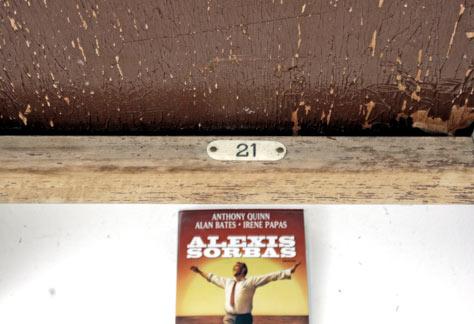 21
ANTHONY QUINN
ALAN BATES • IRENE PAPAS
ALEXIS
SORBAS